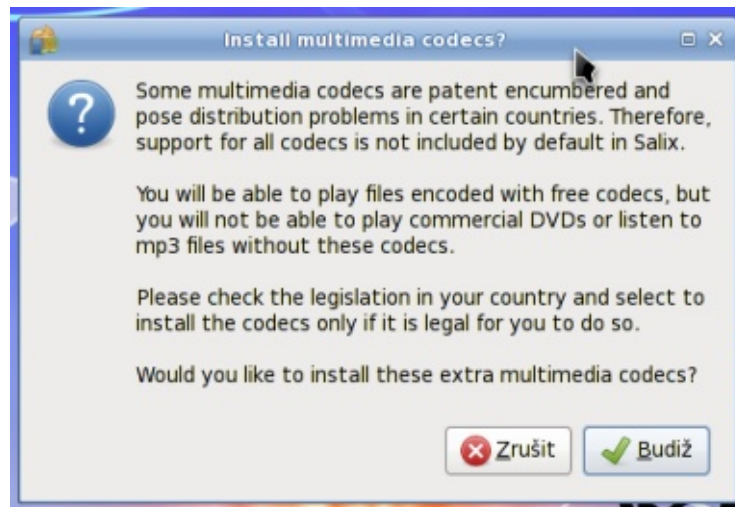 Install multimedia codecs?
Some multimedia codecs are patent encumbered and
pose distribution problems in certain countries. Therefore,
support for all codecs is not included by default in Salix.
You will be able to play files encoded with free codecs, but
you will not be able to play commercial DVDs or listen to
mp3 files without these codecs.
Please check the legislation in your country and select to
install the codecs only if it is legal for you to do so.
Would you like to install these extra multimedia codecs?
Zrušit
Budiž